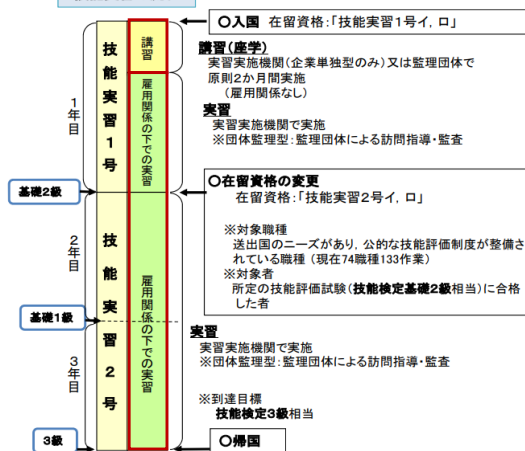 〇入国 在留資格：「技能実習1号イ，ロ」
講習（座学）
実習実施機関（企業単独型のみ）又は監理団体で
原則2か月間実施
（雇用関係なし）
実習
実習実施機関で実施
※団体監理型：監理団体による訪問指導・監査
1年目
技能実習1号
講習
雇用関係の下での実習
基礎2級
〇在留資格の変更
在留資格：「技能実習2号イ，ロ」
※対象職種
送出国のニーズがあり，公的な技能評価制度が整備さ
れている職種（現在74職種133作業）
※対象者
所定の技能評価試験（技能検定基礎2級相当）に合格
した者
2年目
技能実習2号
雇用関係の下での実習
基礎1級
3年目
実習
実習実施機関で実施
※団体監理型：監理団体による訪問指導・監査
※到達目標
技能検定3級相当
3級
〇帰国